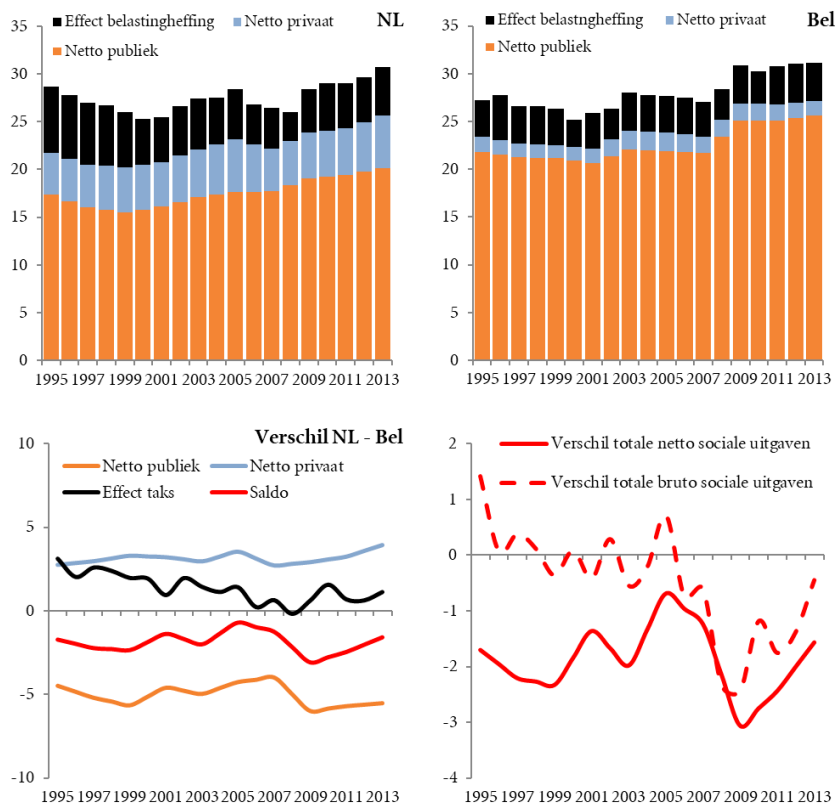 NL
Effect belastingheffing Netto privaat
Netto publiek
35
30
25
20
15
10
5
0
1995 1997 1999 2001 2003 2005 2007 2009 2011 2013
Bel
Effect belastngheffing Netto privaat
Netto publiek
35
30
25
20
15
10
5
0
1995 1997 1999 2001 2003 2005 2007 2009 2011 2013
Verschil NL - Bel
Netto publiek Netto privaat
Effect taks Saldo
10
5
0
-5
-10
1995 1997 1999 2001 2003 2005 2007 2009 2011 2013
Verschil totale netto sociale uitgaven
Verschil totale bruto sociale uitgaven
2
1
0
-1
-2
-3
-4
1995 1997 1999 2001 2003 2005 2007 2009 2011 2013